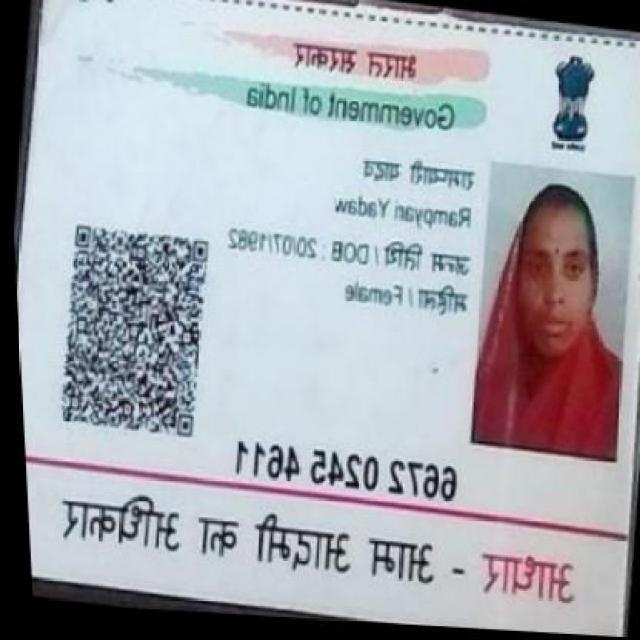 भारत सरकार
Government of India
रामप्यारी यादव
Rampyari Yadaw
जन्म तिथि / DOB : 20/07/1982
महिला / Female
6672 0245 4611
आधार - आम आदमी का अधिकार